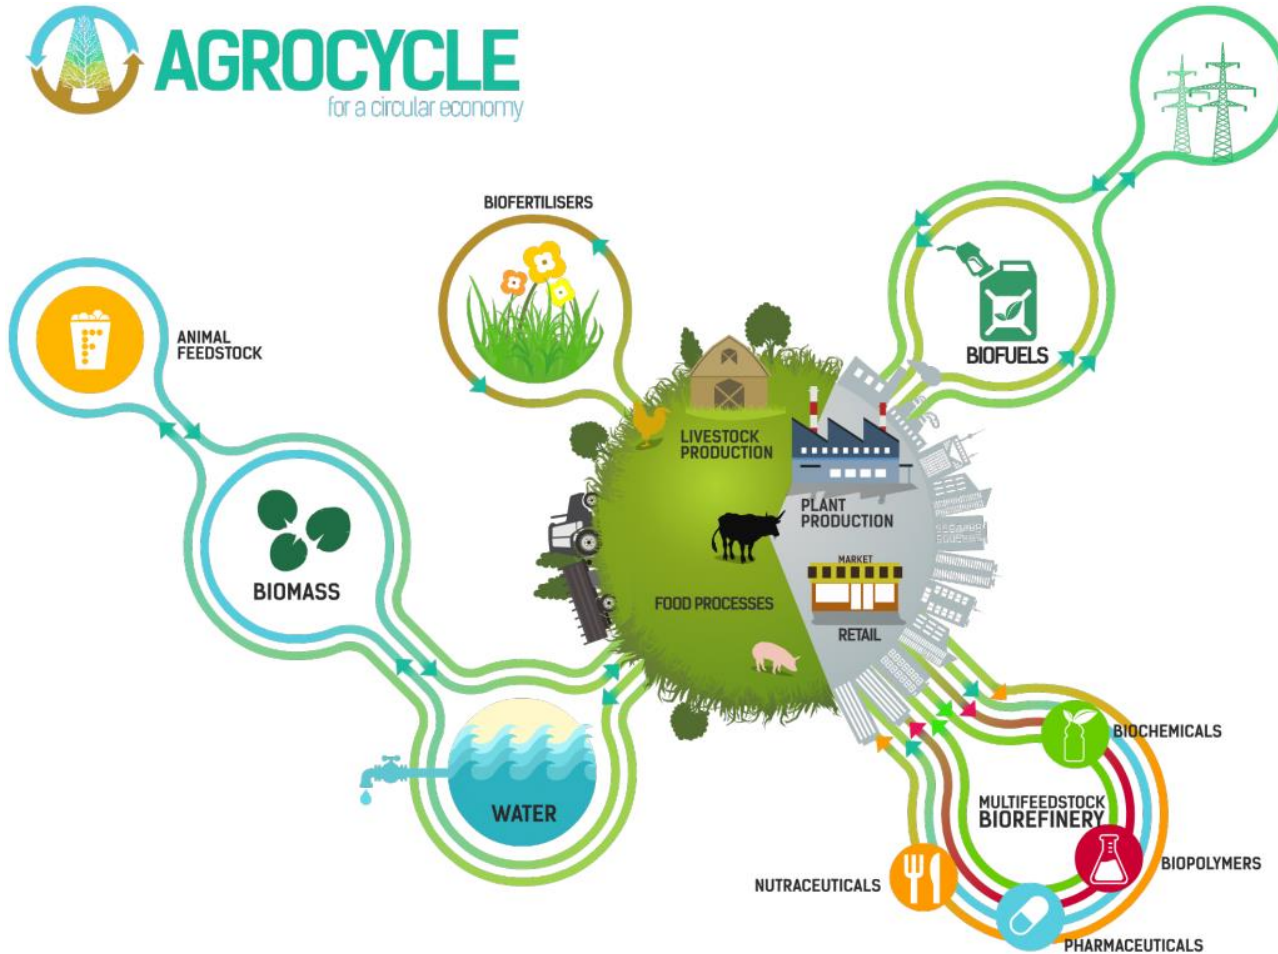 AGROCYCLE
for a circular economy
BIOFERTILISERS
ANIMAL
FEEDSTOCK
BIOFUELS
LIVESTOCK
PRODUCTION
PLANT
PRODUCTION
MARKET
BIOMASS
FOOD PROCESSES
RETAIL
WATER
BIOCHEMICALS
MULTIFEEDSTOCK
BIOREFINERY
BIOPOLYMERS
NUTRACEUTICALS
PHARMACEUTICALS